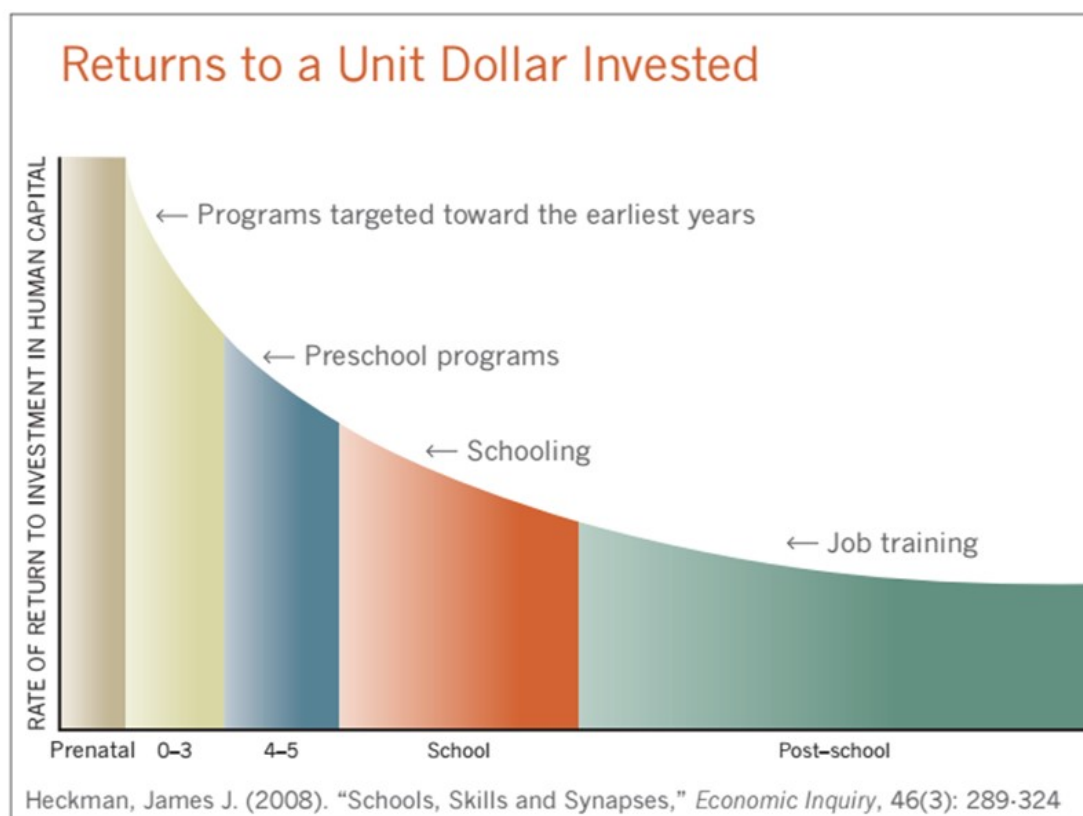 Returns to a Unit Dollar Invested
RATE OF RETURN TO INVESTMENT IN HUMAN CAPITAL
← Programs targeted toward the earliest years
← Preschool programs
← Schooling
← Job training
Prenatal 0–3 4–5 School Post–school
Heckman, James J. (2008). “Schools, Skills and Synapses,” Economic Inquiry, 46(3): 289-324